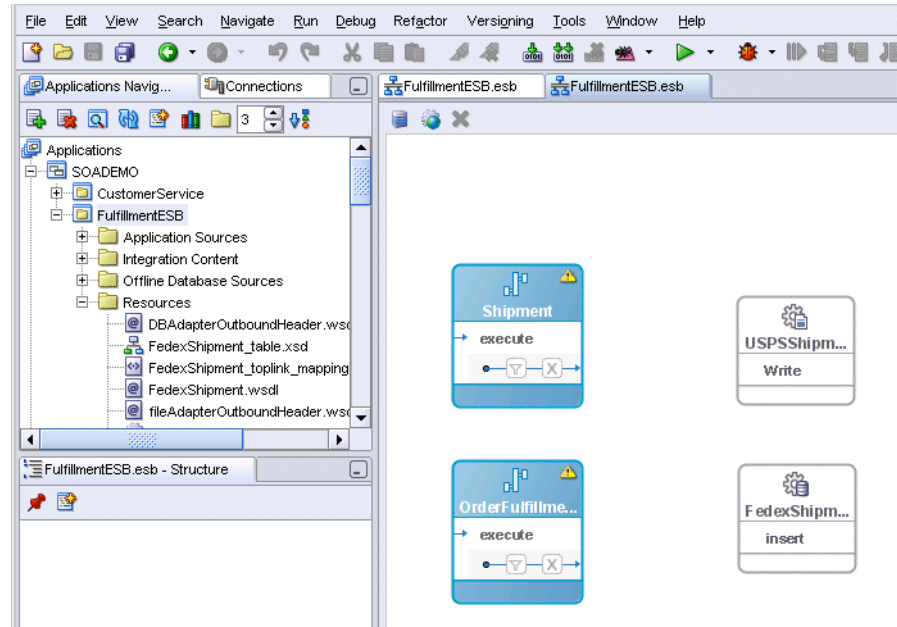 File Edit View Search Navigate Run Debug Refactor Versioning Tools Window Help
Applications Navig... Connections
FulfillmentESB.esb FulfillmentESB.esb
3
Applications
SOADEMO
CustomerService
FulfillmentESB
Application Sources
Integration Content
Offline Database Sources
Resources
DBAdapterOutboundHeader.wsd
FedexShipment_table.xsd
FedexShipment_toplink_mapping
FedexShipment.wsdl
fileAdapterOutboundHeader.wsd
FulfillmentESB.esb - Structure
Shipment
execute
USPSShipm...
Write
OrderFulfillme...
execute
FedexShipm...
insert